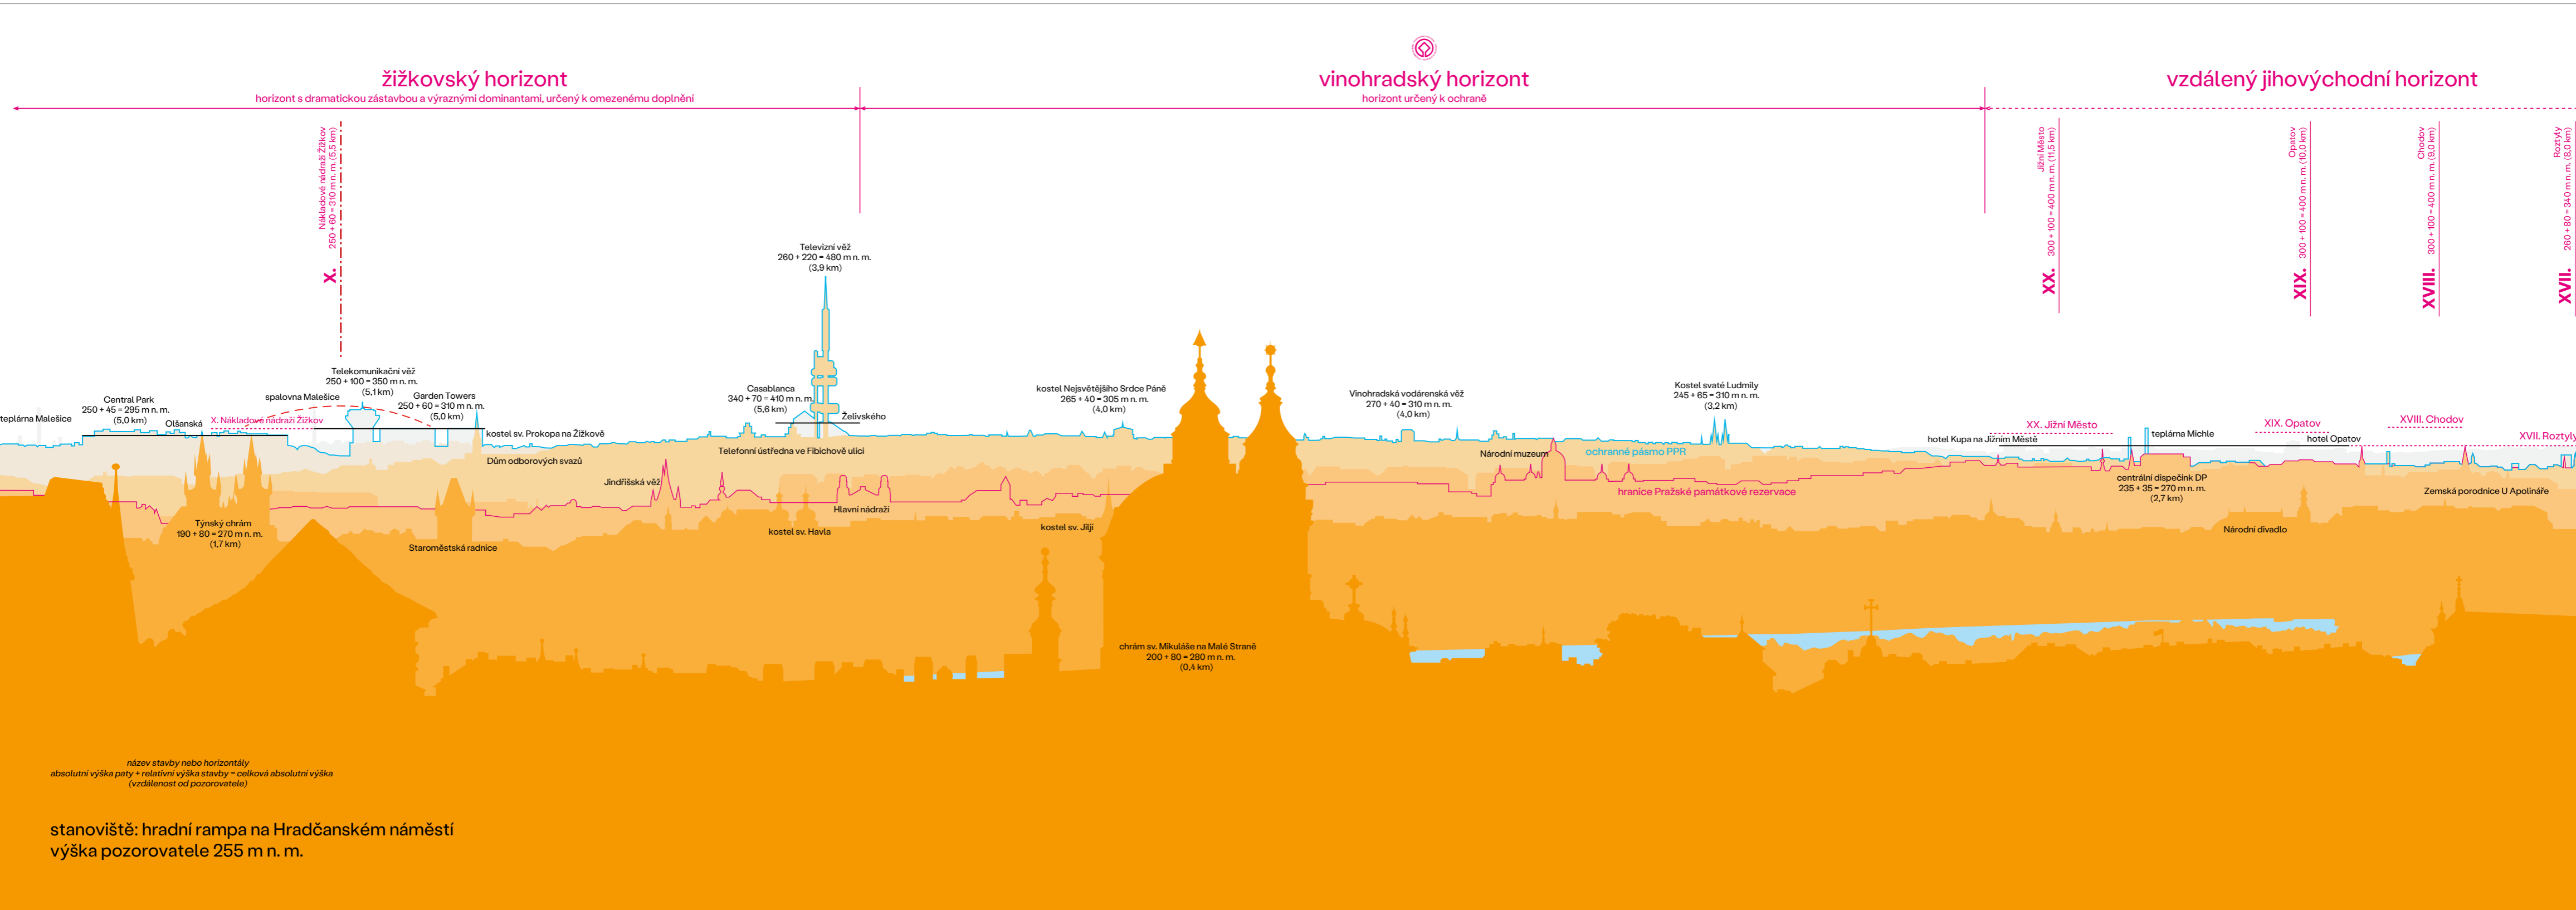 žižkovský horizont
horizont s dramatickou zástavbou a výraznými dominantami, určený k omezenému doplnění
vinohradský horizont
horizont určený k ochraně
vzdálený jihovýchodní horizont
Nákladové nádraží Žižkov
250 + 60 = 310 m n. m. (5,5 km)
X.
Jižní Město
300 + 100 = 400 m n. m. (11,5 km)
XX.
Opatov
300 + 100 = 400 m n. m. (10,0 km)
XIX.
Chodov
300 + 100 = 400 m n. m. (9,0 km)
XVIII.
Roztyly
260 + 80 = 340 m n. m. (8,0 km)
XVII.
Televizní věž
260 + 220 = 480 m n. m.
(3,9 km)
teplárna Malešice
Central Park
250 + 45 = 295 m n. m.
(5,0 km)
Olšanská
X. Nákladové nádraží Žižkov
spalovna Malešice
Telekomunikační věž
250 + 100 = 350 m n. m.
(5,1 km)
Garden Towers
250 + 60 = 310 m n. m.
(5,0 km)
kostel sv. Prokopa na Žižkově
Dům odborových svazů
Jindřišská věž
Casablanca
340 + 70 = 410 m n. m.
(5,6 km)
Želivského
Telefonní ústředna ve Fibichově ulici
kostel Nejsvětějšího Srdce Páně
265 + 40 = 305 m n. m.
(4,0 km)
Vinohradská vodárenská věž
270 + 40 = 310 m n. m.
(4,0 km)
Národní muzeum
ochranné pásmo PPR
Kostel svaté Ludmily
245 + 65 = 310 m n. m.
(3,2 km)
hranice Pražské památkové rezervace
hotel Kupa na Jižním Městě
XX. Jižní Město
teplárna Michle
XIX. Opatov
hotel Opatov
XVIII. Chodov
XVII. Roztyly
centrální dispečink DP
235 + 35 = 270 m n. m.
(2,7 km)
Zemská porodnice U Apolináře
Národní divadlo
Týnský chrám
190 + 80 = 270 m n. m.
(1,7 km)
Staroměstská radnice
Hlavní nádraží
kostel sv. Havla
kostel sv. Jiljí
chrám sv. Mikuláše na Malé Straně
200 + 80 = 280 m n. m.
(0,4 km)
název stavby nebo horizontály
absolutní výška paty + relativní výška stavby = celková absolutní výška
(vzdálenost od pozorovatele)
stanoviště: hradní rampa na Hradčanském náměstí
výška pozorovatele 255 m n. m.